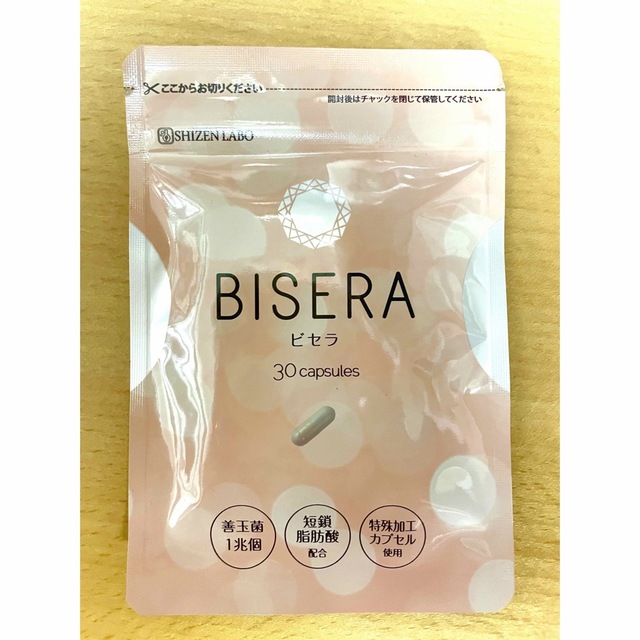 ここからお切りください
開封後はチャックを閉じて保管してください
SHIZEN LABO
BISERA
ビセラ
30 capsules
善玉菌
1兆個
短鎖
脂肪酸
配合
特殊加工
カプセル
使用